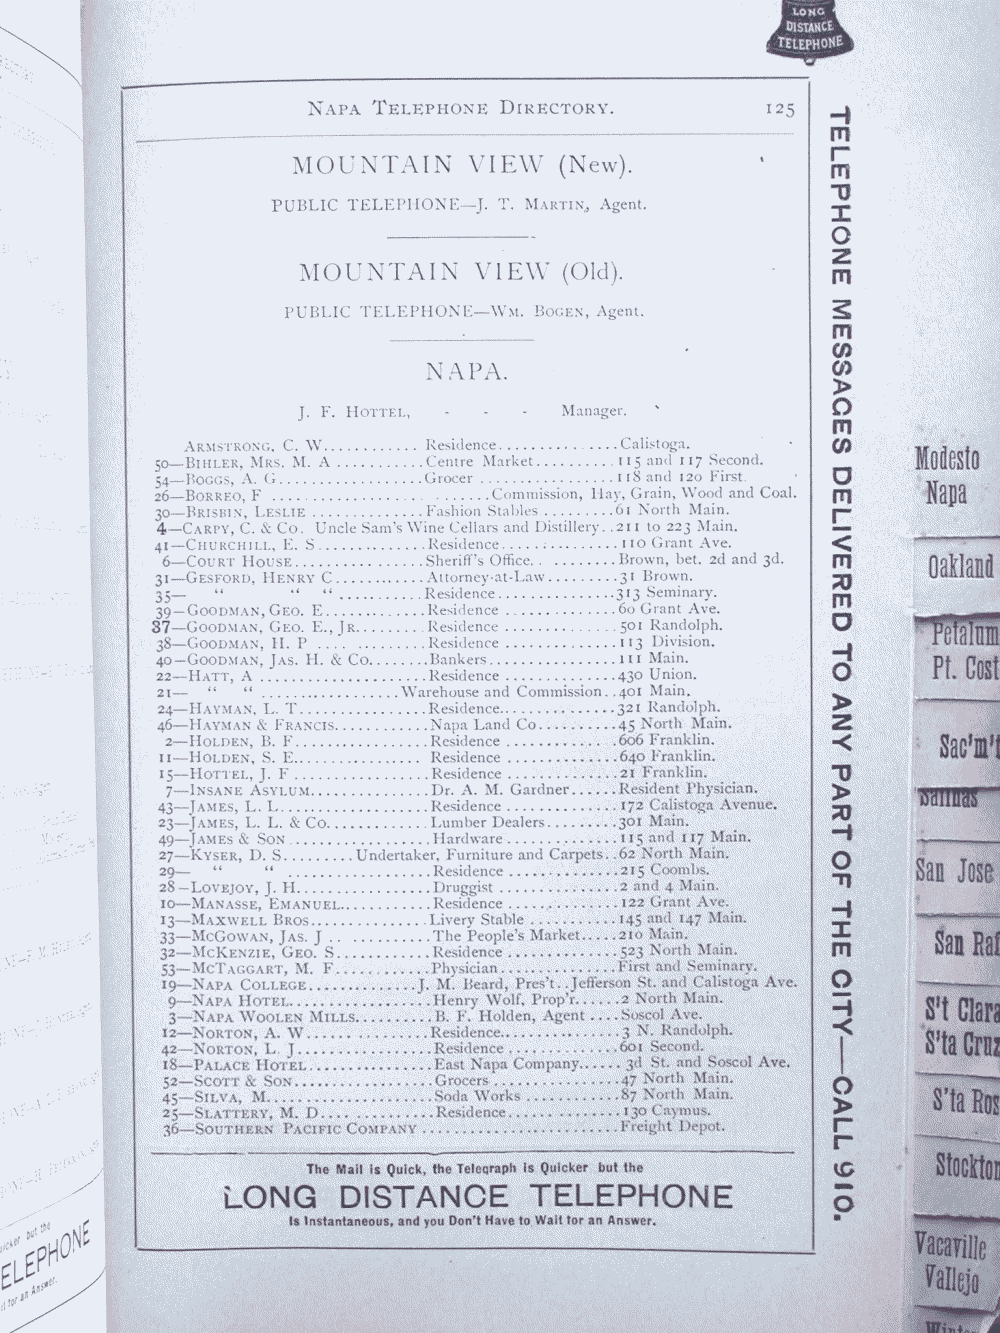 LONG
DISTANCE
TELEPHONE
NAPA TELEPHONE DIRECTORY. 125
MOUNTAIN VIEW (New).
PUBLIC TELEPHONE—J. T. MARTIN, Agent.
MOUNTAIN VIEW (Old).
PUBLIC TELEPHONE—WM. BOGEN, Agent.
NAPA.
J. F. HOTTEL, - - - Manager.
ARMSTRONG, C. W............Residence...............Calistoga.
50—BIHLER, MRS. M. A ...........Centre Market..........115 and 117 Second.
54—BOGGS, A. G..................Grocer ..................118 and 120 First.
26—BORREO, F .........................Commission, Hay, Grain, Wood and Coal.
30—BRISBIN, LESLIE ...............Fashion Stables .........61 North Main.
4—CARPY, C. & Co. Uncle Sam's Wine Cellars and Distillery..211 to 223 Main.
41—CHURCHILL, E. S..............Residence...............110 Grant Ave.
6—COURT HOUSE.................Sheriff's Office.. ........Brown, bet. 2d and 3d.
31—GESFORD, HENRY C............Attorney-at-Law.........31 Brown.
35— " " " ...........Residence...............313 Seminary.
39—GOODMAN, GEO. E.............Residence ..............60 Grant Ave.
37—GOODMAN, GEO. E., JR.........Residence ..............501 Randolph.
38—GOODMAN, H. P ...............Residence ..............113 Division.
40—GOODMAN, JAS. H. & Co.......Bankers................111 Main.
22—HATT, A .....................Residence ..............430 Union.
21— " " ..................Warehouse and Commission..401 Main.
24—HAYMAN, L. T................Residence...............321 Randolph.
46—HAYMAN & FRANCIS............Napa Land Co..........45 North Main.
2—HOLDEN, B. F.................Residence ..............606 Franklin.
11—HOLDEN, S. E.................Residence ..............640 Franklin.
15—HOTTEL, J. F .................Residence ..............21 Franklin.
7—INSANE ASYLUM...............Dr. A. M. Gardner......Resident Physician.
43—JAMES, L. L...................Residence ..............172 Calistoga Avenue.
23—JAMES, L. L. & Co.............Lumber Dealers.........301 Main.
49—JAMES & SON..................Hardware...............115 and 117 Main.
27—KYSER, D. S.........Undertaker, Furniture and Carpets..62 North Main.
29— " " ..................Residence ..............215 Coombs.
28—LOVEJOY, J. H.................Druggist ...............2 and 4 Main.
10—MANASSE, EMANUEL...........Residence ..............122 Grant Ave.
13—MAXWELL BROS...............Livery Stable ...........145 and 147 Main.
33—MCGOWAN, JAS. J .. ..........The People's Market.....210 Main.
32—MCKENZIE, GEO. S............Residence ..............523 North Main.
53—MCTAGGART, M. F............Physician...............First and Seminary.
19—NAPA COLLEGE..............J. M. Beard, Pres't..Jefferson St. and Calistoga Ave.
9—NAPA HOTEL..................Henry Wolf, Prop'r......2 North Main.
3—NAPA WOOLEN MILLS..........B. F. Holden, Agent ....Soscol Ave.
12—NORTON, A. W................Residence...............3 N. Randolph.
42—NORTON, L. J.................Residence ..............601 Second.
18—PALACE HOTEL................East Napa Company......3d St. and Soscol Ave.
52—SCOTT & SON..................Grocers ................47 North Main.
45—SILVA, M.....................Soda Works ............87 North Main.
25—SLATTERY, M. D...............Residence...............130 Caymus.
36—SOUTHERN PACIFIC COMPANY .........................Freight Depot.
The Mail is Quick, the Telegraph is Quicker but the
LONG DISTANCE TELEPHONE
Is Instantaneous, and you Don't Have to Wait for an Answer.
TELEPHONE MESSAGES DELIVERED TO ANY PART OF THE CITY—CALL 910.
Modesto
Napa
Oakland
Petalum
Pt. Cost
Sac'm't
Salinas
San Jose
San Raf
S't Clara
S'ta Cruz
S'ta Ros
Stockton
Vacaville
Vallejo